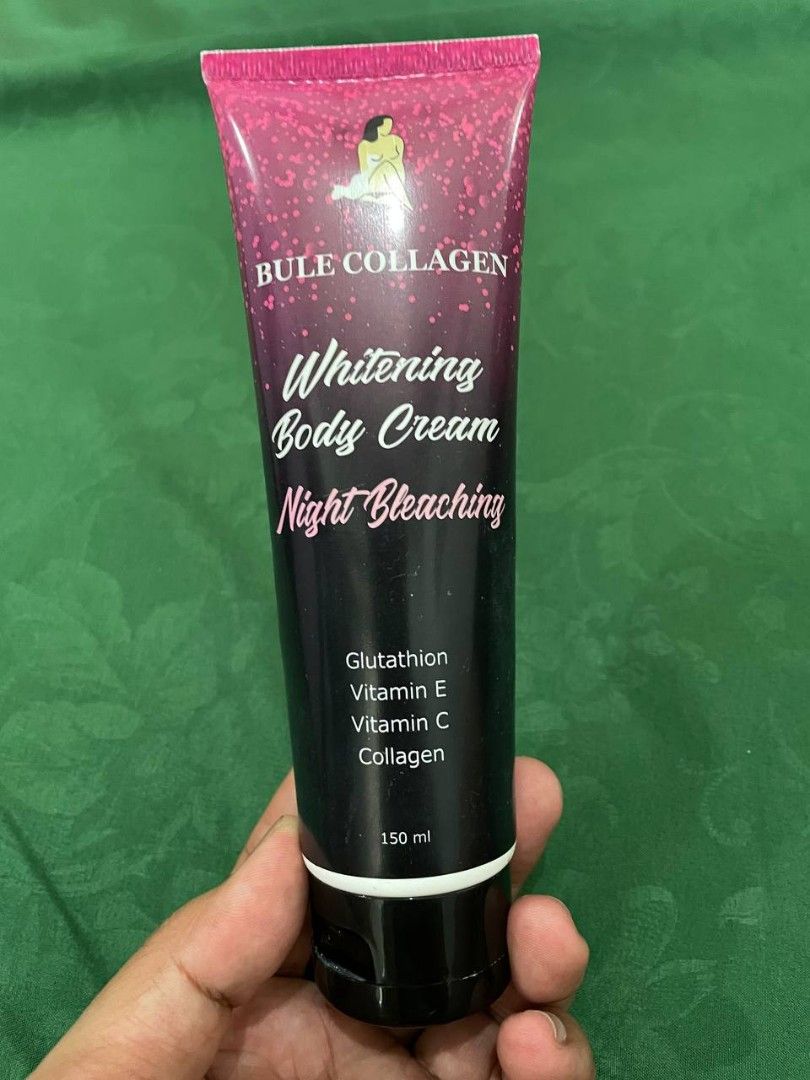 BULE COLLAGEN
Whitening
Body Cream
Night Bleaching
Glutathion
Vitamin E
Vitamin C
Collagen
150 ml